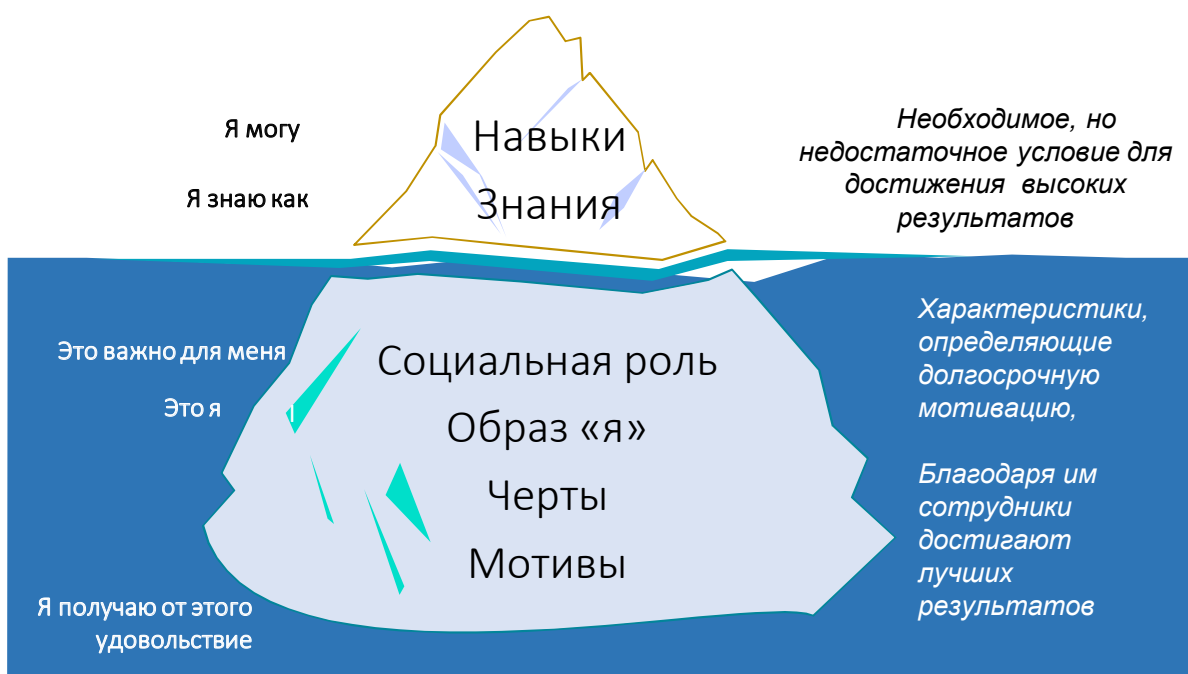 Я могу
Я знаю как
Навыки
Знания
Необходимое, но
недостаточное условие для
достижения высоких
результатов
Это важно для меня
Это я
Социальная роль
Образ «я»
Черты
Мотивы
Я получаю от этого
удовольствие
Характеристики,
определяющие
долгосрочную
мотивацию,
Благодаря им
сотрудники
достигают
лучших
результатов